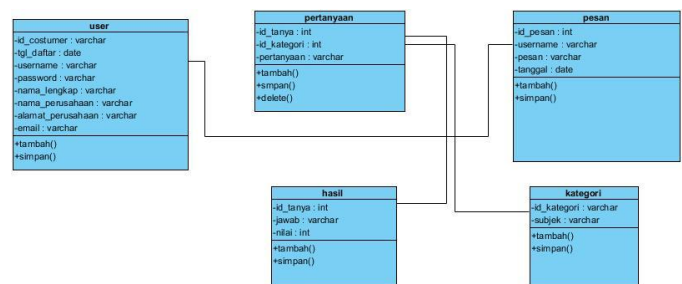 user
-id_costumer : varchar
-tgl_daftar : date
-username : varchar
-password : varchar
-nama_lengkap : varchar
-nama_perusahaan : varchar
-alamat_perusahaan : varchar
-email : varchar
+tambah()
+simpan()
pertanyaan
-id_tanya : int
-id_kategori : int
-pertanyaan : varchar
+tambah()
+smpan()
+delete()
pesan
-id_pesan : int
-username : varchar
-pesan : varchar
-tanggal : date
+tambah()
+simpan()
hasil
-id_tanya : int
-jawab : varchar
-nilai : int
+tambah()
+simpan()
kategori
-id_kategori : varchar
-subjek : varchar
+tambah()
+simpan()